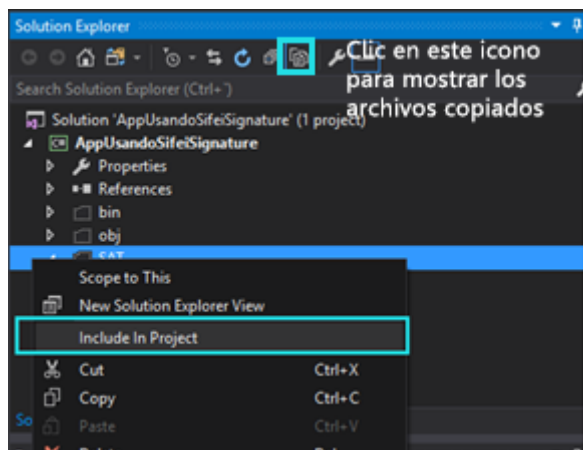 Solution Explorer
Clic en este icono
para mostrar los
archivos copiados
Search Solution Explorer (Ctrl+¨)
Solution 'AppUsandoSifeiSignature' (1 project)
AppUsandoSifeiSignature
Properties
References
bin
obj
SAT
Scope to This
New Solution Explorer View
Include In Project
Cut Ctrl+X
Copy Ctrl+C
Paste Ctrl+V
So